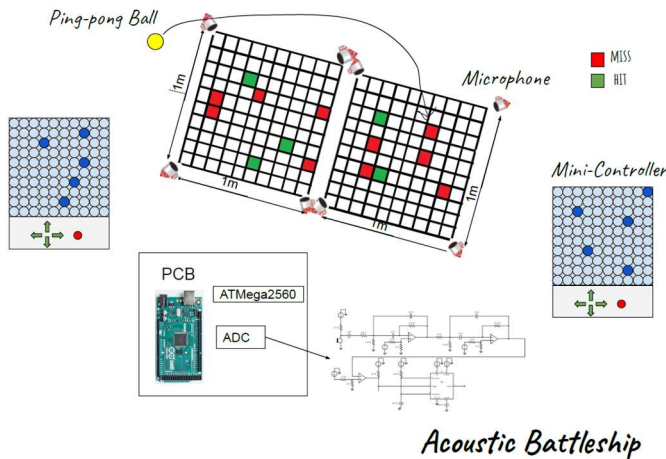 Ping-pong Ball
MISS
HIT
Microphone
1m
1m
1m
1m
Mini-Controller
PCB
ATMega2560
ADC
Acoustic Battleship